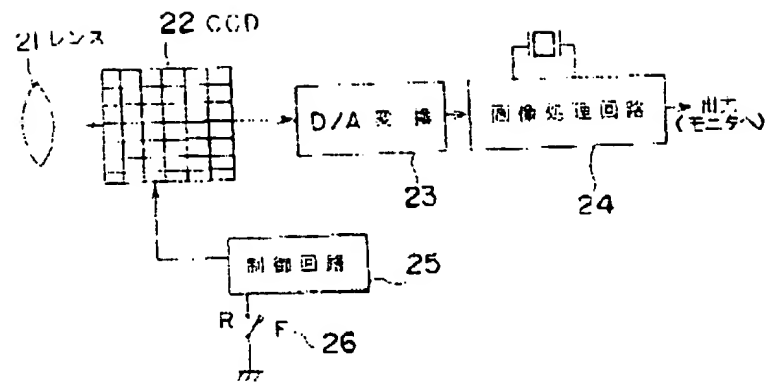 21 レンス
22 CCD
D/A 変換
23
画像処理回路
24
出力
(モニタへ)
制御回路
25
R F
26